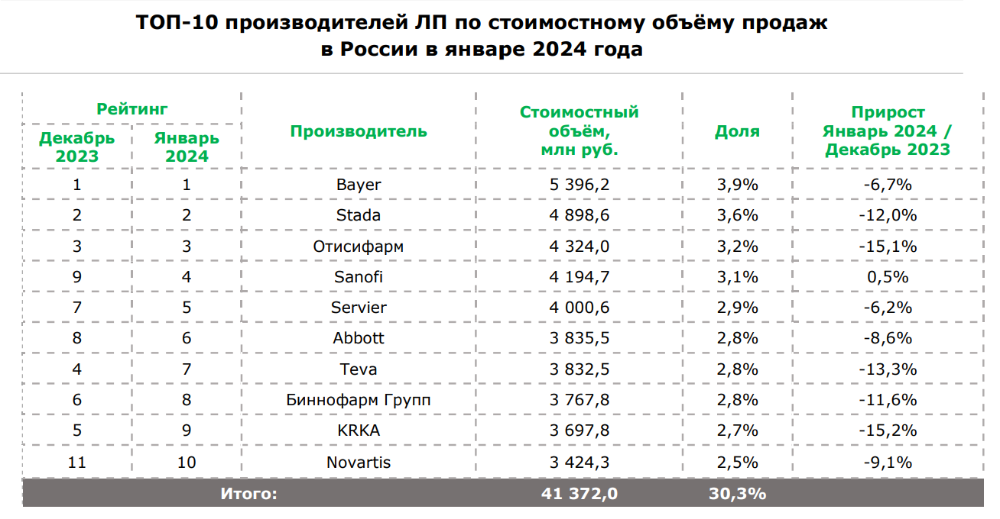 ТОП-10 производителей ЛП по стоимостному объёму продаж
в России в январе 2024 года
Рейтинг
Декабрь 2023
Январь 2024
Производитель
Стоимостный
объём,
млн руб.
Доля
Прирост
Январь 2024 /
Декабрь 2023
1 1 Bayer 5 396,2 3,9% -6,7%
2 2 Stada 4 898,6 3,6% -12,0%
3 3 Отисифарм 4 324,0 3,2% -15,1%
9 4 Sanofi 4 194,7 3,1% 0,5%
7 5 Servier 4 000,6 2,9% -6,2%
8 6 Abbott 3 835,5 2,8% -8,6%
4 7 Teva 3 832,5 2,8% -13,3%
6 8 Биннофарм Групп 3 767,8 2,8% -11,6%
5 9 KRKA 3 697,8 2,7% -15,2%
11 10 Novartis 3 424,3 2,5% -9,1%
Итого: 41 372,0 30,3%